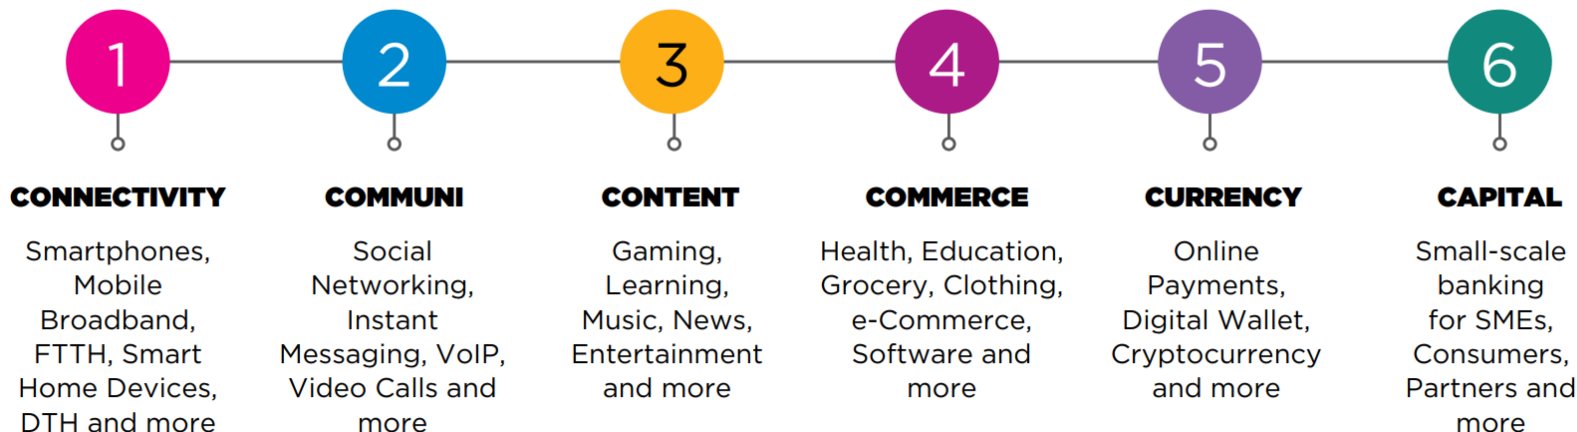 1
2
3
4
5
6
CONNECTIVITY
Smartphones,
Mobile
Broadband,
FTTH, Smart
Home Devices,
DTH and more
COMMUNI
Social
Networking,
Instant
Messaging, VoIP,
Video Calls and
more
CONTENT
Gaming,
Learning,
Music, News,
Entertainment
and more
COMMERCE
Health, Education,
Grocery, Clothing,
e-Commerce,
Software and
more
CURRENCY
Online
Payments,
Digital Wallet,
Cryptocurrency
and more
CAPITAL
Small-scale
banking
for SMEs,
Consumers,
Partners and
more